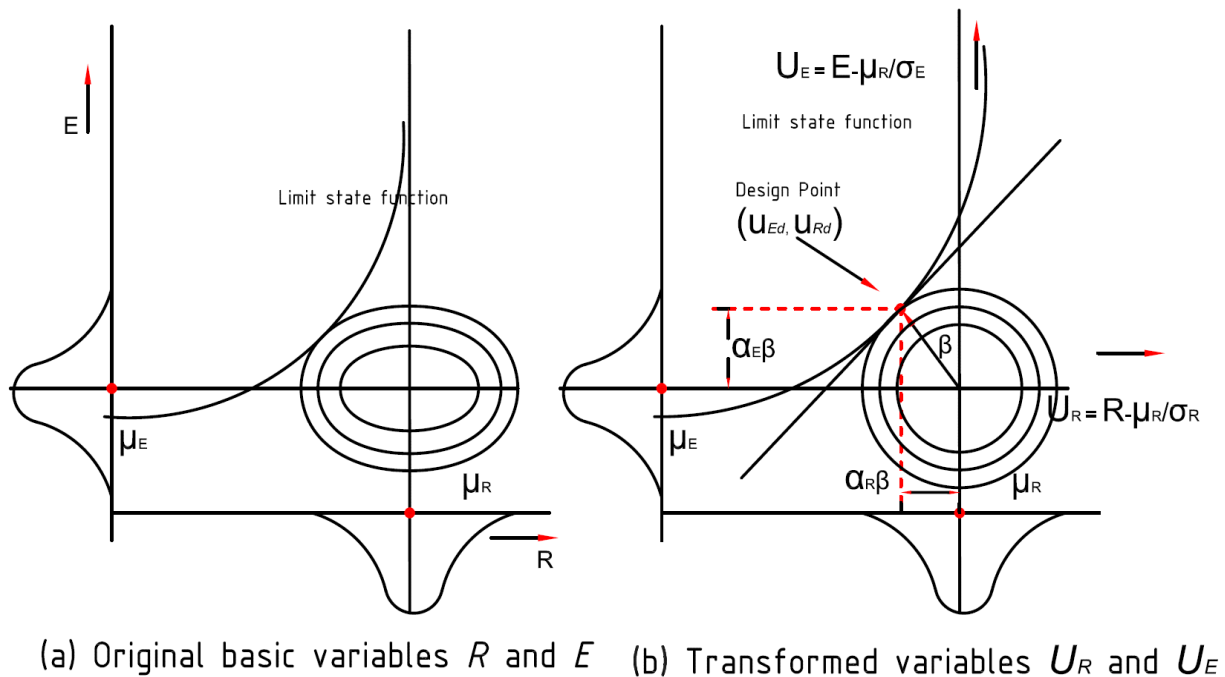 E
Limit state function
μE
μR
R
(a) Original basic variables R and E
UE = E-μR/σE
Limit state function
Design Point
(uEd, uRd)
αEβ
β
UR = R-μR/σR
μE
αRβ
μR
(b) Transformed variables UR and UE